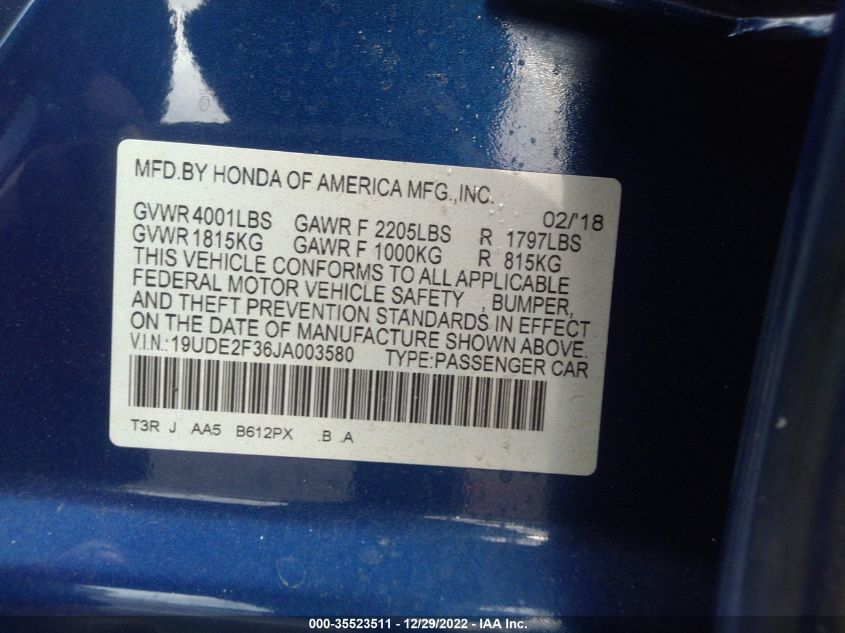 MFD.BY HONDA OF AMERICA MFG.,INC.
02/'18
GVWR 4001LBS GAWR F 2205LBS R 1797LBS
GVWR 1815KG GAWR F 1000KG R 815KG
THIS VEHICLE CONFORMS TO ALL APPLICABLE
FEDERAL MOTOR VEHICLE SAFETY , BUMPER,
AND THEFT PREVENTION STANDARDS IN EFFECT
ON THE DATE OF MANUFACTURE SHOWN ABOVE.
V.I.N.:19UDE2F36JA003580 TYPE:PASSENGER CAR
T3R J AA5 B612PX .B .A
000-35523511 / 12/29/2022 - IAA Inc.